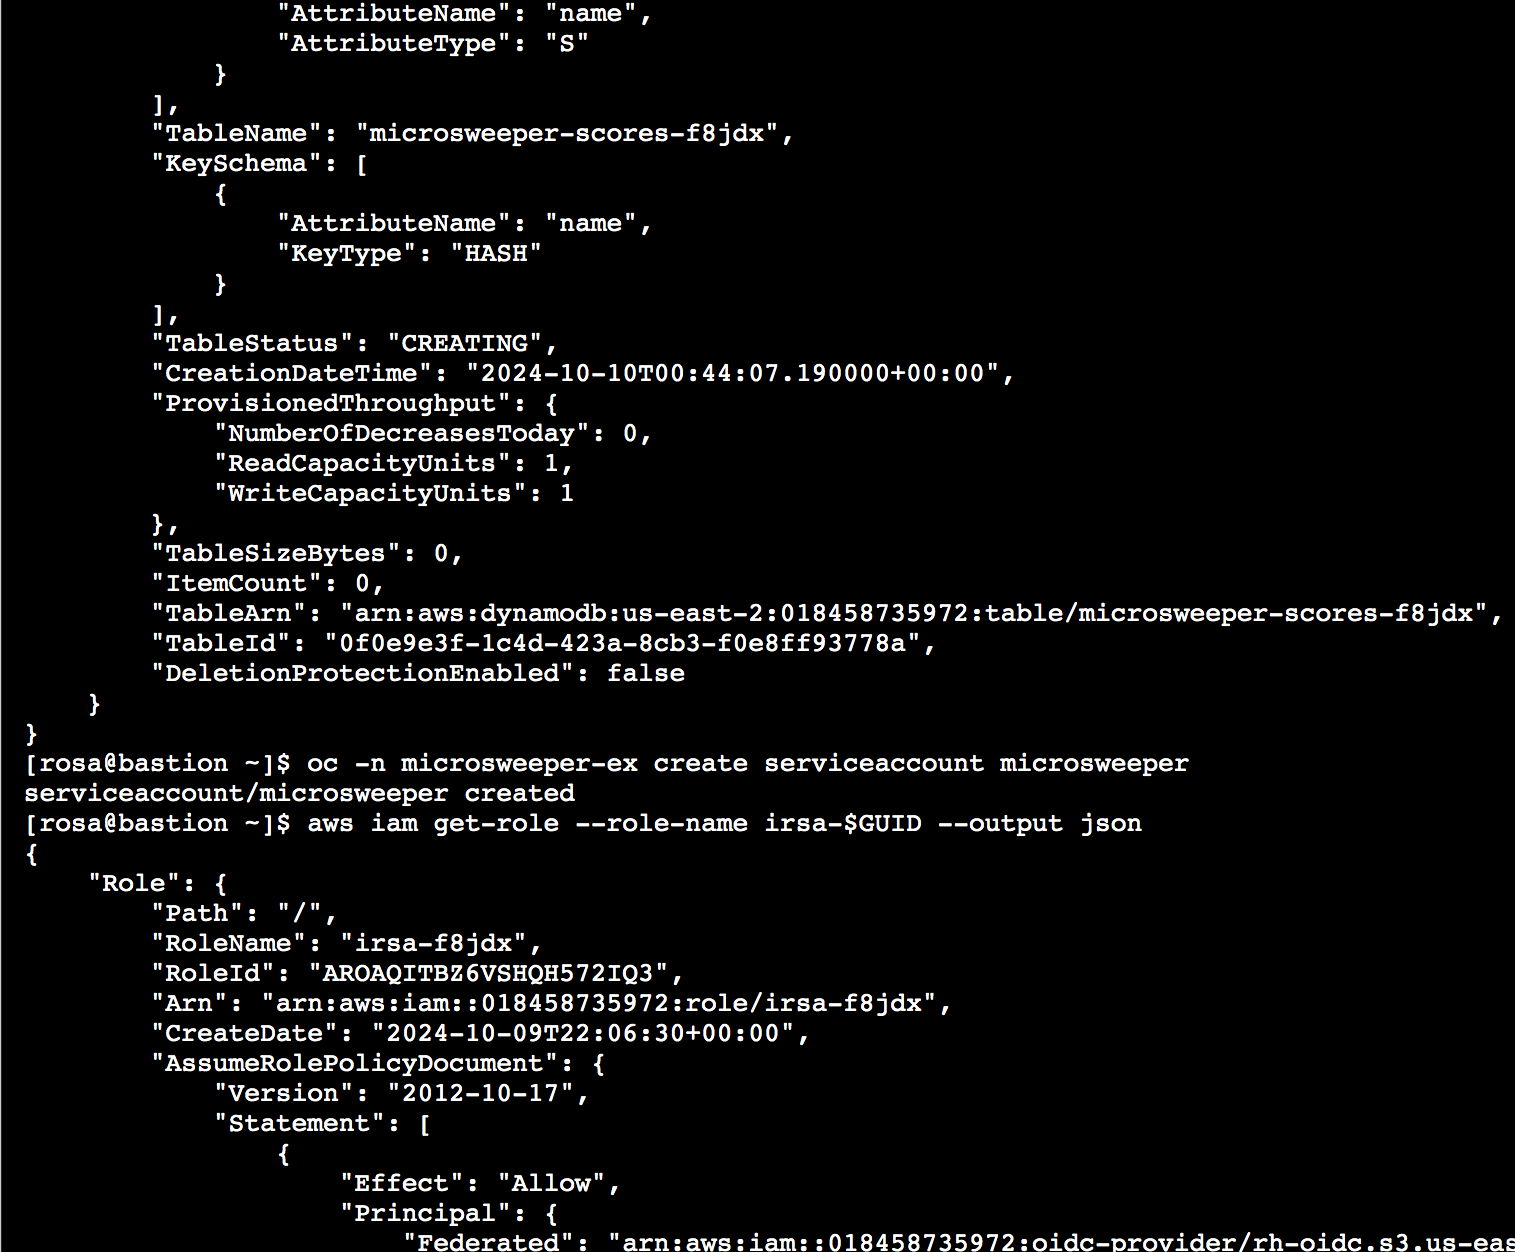 "AttributeName": "name",
"AttributeType": "S"
}
],
"TableName": "microsweeper-scores-f8jdx",
"KeySchema": [
{
"AttributeName": "name",
"KeyType": "HASH"
}
],
"TableStatus": "CREATING",
"CreationDateTime": "2024-10-10T00:44:07.190000+00:00",
"ProvisionedThroughput": {
"NumberOfDecreasesToday": 0,
"ReadCapacityUnits": 1,
"WriteCapacityUnits": 1
},
"TableSizeBytes": 0,
"ItemCount": 0,
"TableArn": "arn:aws:dynamodb:us-east-2:018458735972:table/microsweeper-scores-f8jdx",
"TableId": "0f0e9e3f-1c4d-423a-8cb3-f0e8ff93778a",
"DeletionProtectionEnabled": false
}
}
[rosa@bastion ~]$ oc -n microsweeper-ex create serviceaccount microsweeper
serviceaccount/microsweeper created
[rosa@bastion ~]$ aws iam get-role --role-name irsa-$GUID --output json
{
"Role": {
"Path": "/",
"RoleName": "irsa-f8jdx",
"RoleId": "AROAQITBZ6VSHQH572IQ3",
"Arn": "arn:aws:iam::018458735972:role/irsa-f8jdx",
"CreateDate": "2024-10-09T22:06:30+00:00",
"AssumeRolePolicyDocument": {
"Version": "2012-10-17",
"Statement": [
{
"Effect": "Allow",
"Principal": {
"Federated": "arn:aws:iam::018458735972:oidc-provider/rh-oidc.s3.us-eas